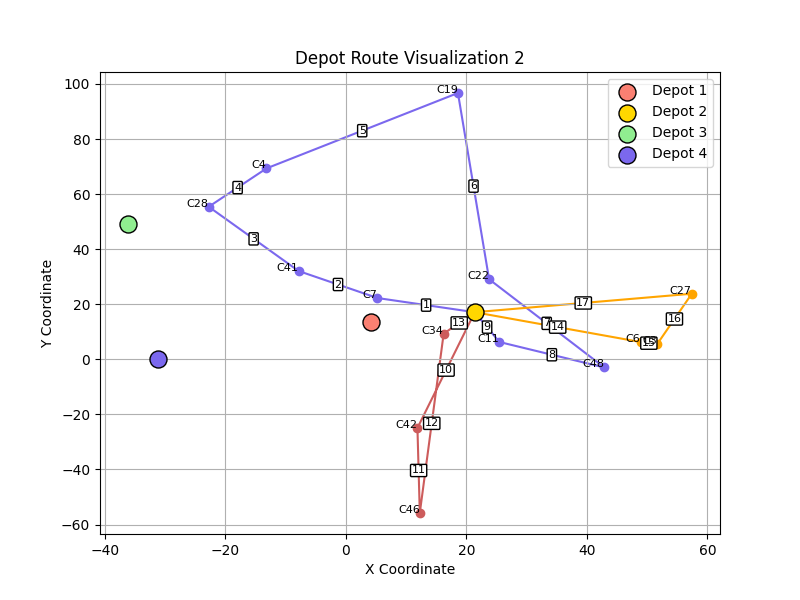 Depot Route Visualization 2
Depot 1
Depot 2
Depot 3
Depot 4
Y Coordinate
100
80
60
40
20
0
−20
−40
−60
−40
−20
0
20
40
60
X Coordinate
C19
5
C4
4
6
C28
3
C41
2
C22
C7
1
C27
17
16
13
9
14
C34
C11
C6
15
8
C48
10
C42
12
11
C46